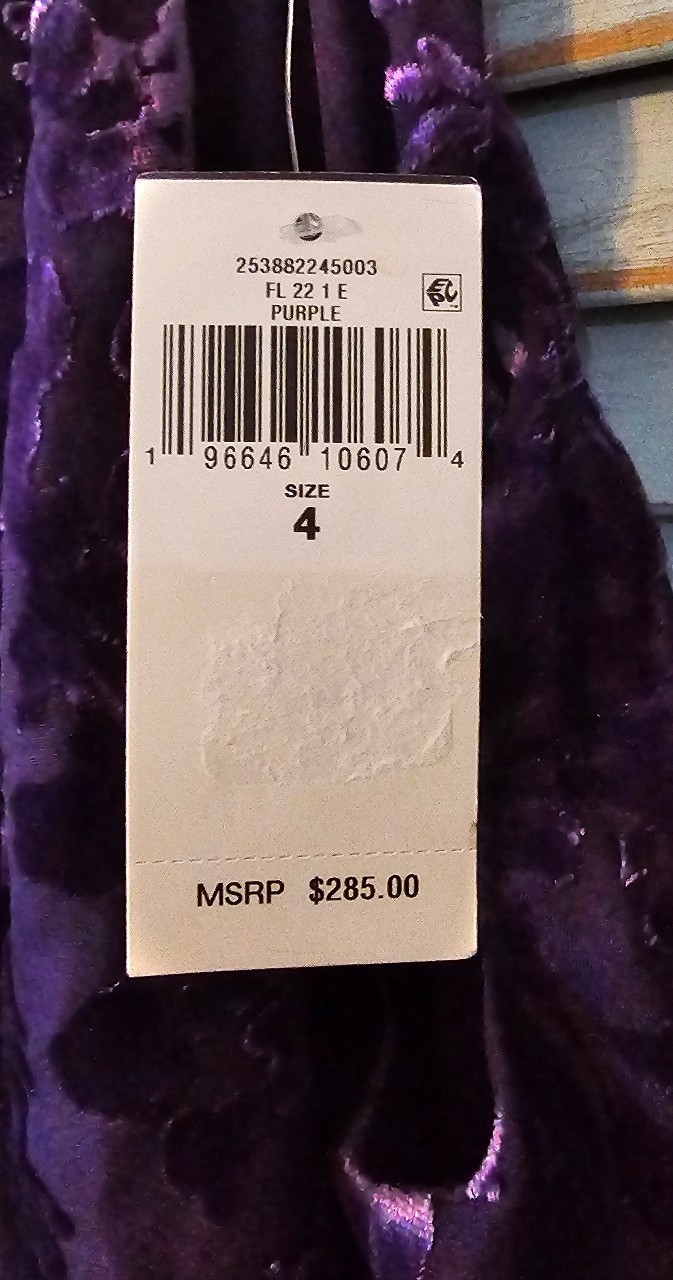 253882245003
FL 22 1 E
PURPLE
1 96646 10607 4
SIZE
4
MSRP $285.00